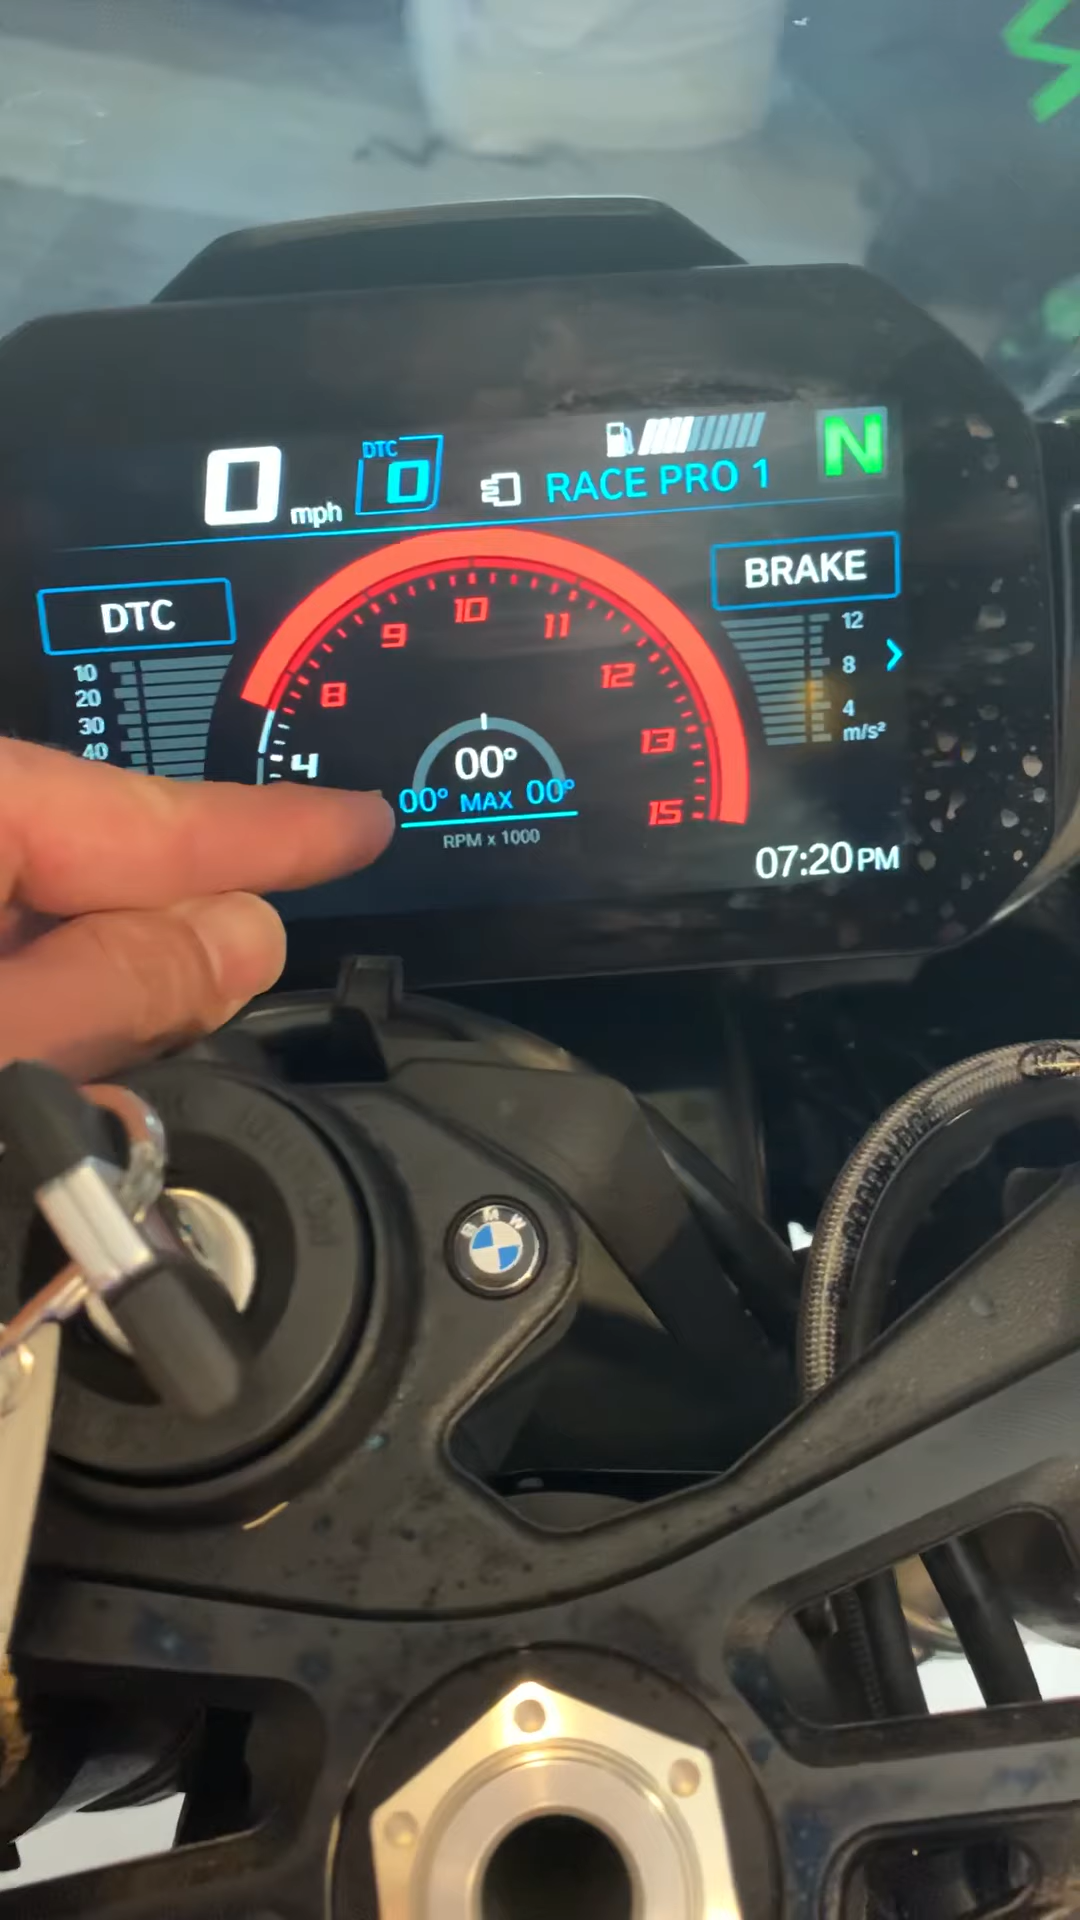 0 mph
DTC
0
RACE PRO 1
N
DTC
BRAKE
10
20
30
40
12
8
4
m/s²
4
8
9
10
11
12
13
15
00°
00° MAX 00°
RPM x 1000
07:20 PM
BMW